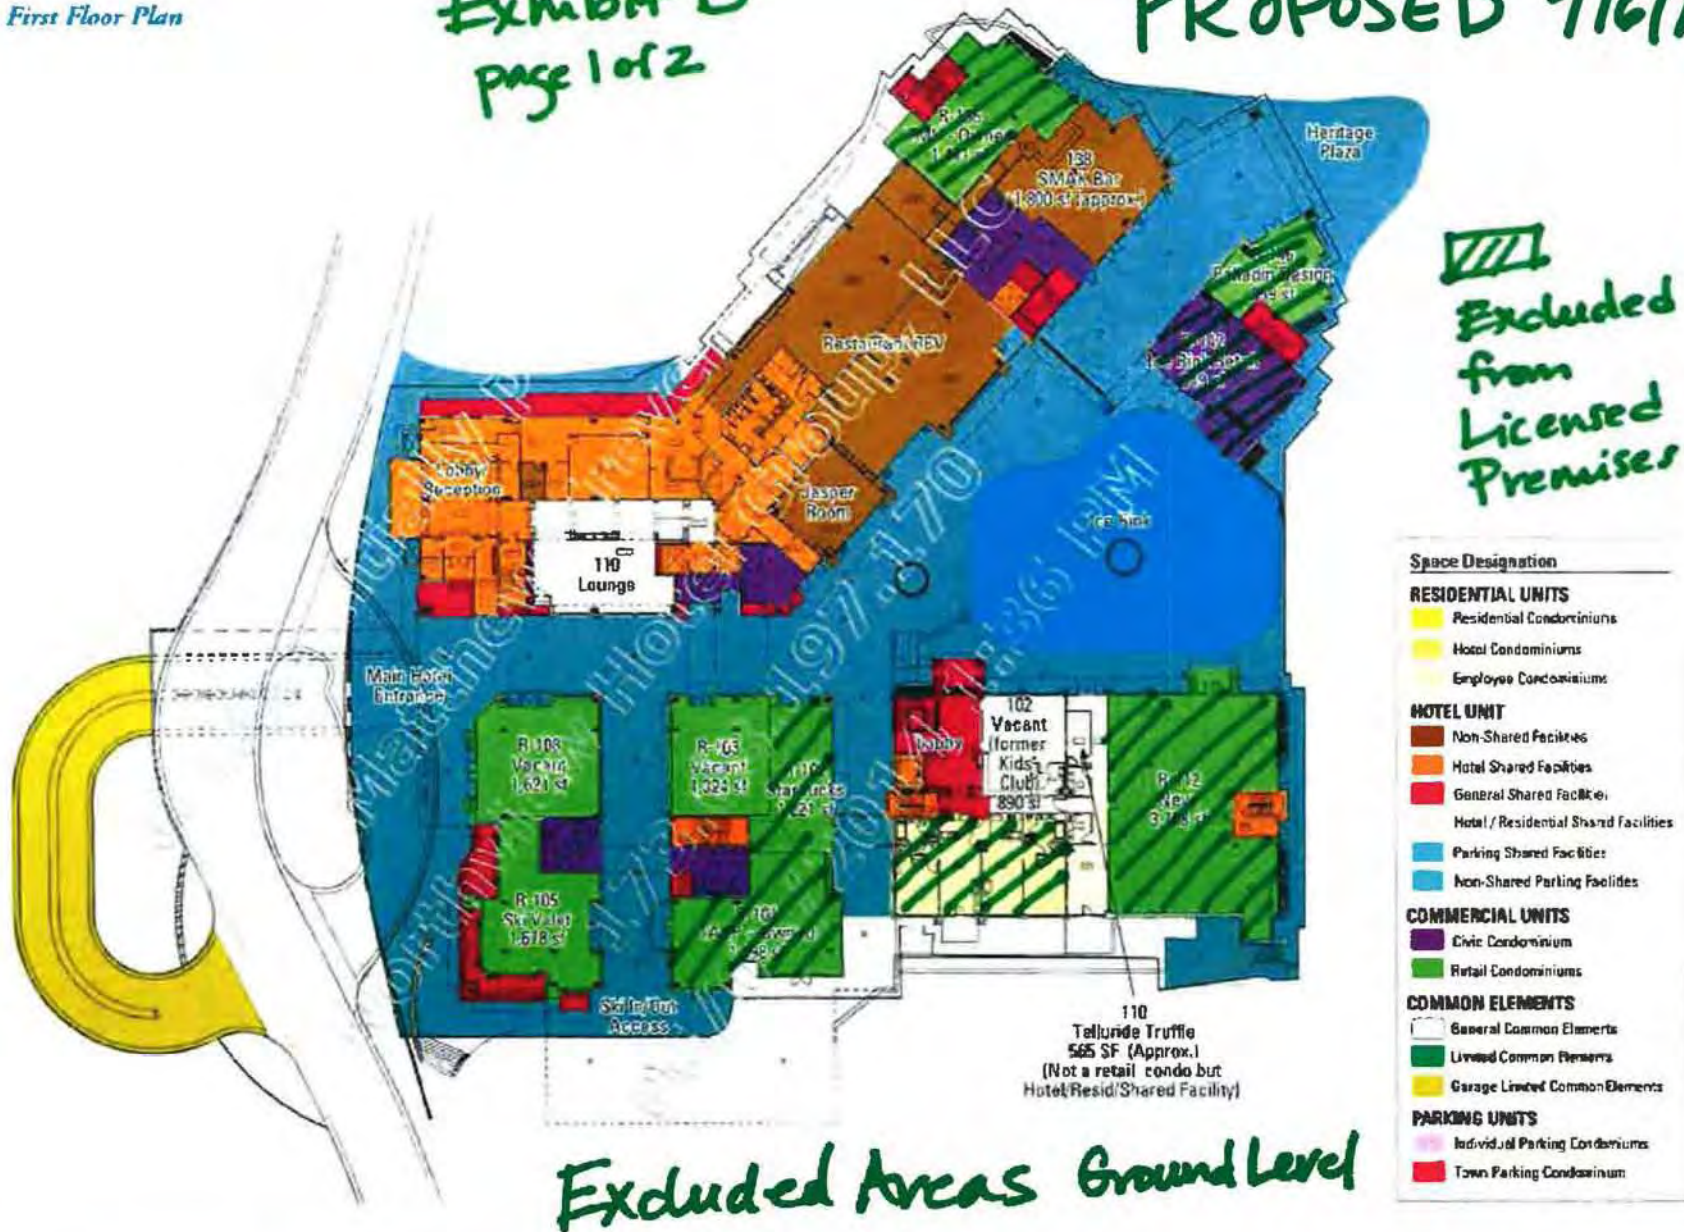 First Floor Plan
Exhibit B
page 1 of 2
PROPOSED
Heritage
Plaza
138
SMAK Bar
1,800 sf (approx.)
Excluded
from
Licensed
Premises
Restaurant REV
Lobby/
Reception
Jasper
Room
Ice Rink
110
Lounge
Main Hotel
Entrance
R-108
Vacant
1,621 sf
R-103
Vacant
1,324 sf
Starbucks
Lobby
102
Vacant
(former
Kids'
Club)
890 sf
R-112
R-105
Ski Valet
1,618 sf
Ski In/Out
Access
110
Telluride Truffle
565 SF (Approx.)
(Not a retail condo but
Hotel/Resid/Shared Facility)
Space Designation
RESIDENTIAL UNITS
Residential Condominiums
Hotel Condominiums
Employee Condominiums
HOTEL UNIT
Non-Shared Facilities
Hotel Shared Facilities
General Shared Facilities
Hotel / Residential Shared Facilities
Parking Shared Facilities
Non-Shared Parking Facilities
COMMERCIAL UNITS
Civic Condominium
Retail Condominiums
COMMON ELEMENTS
General Common Elements
Limited Common Elements
Garage Limited Common Elements
PARKING UNITS
Individual Parking Condominiums
Town Parking Condominium
Excluded Areas Ground Level